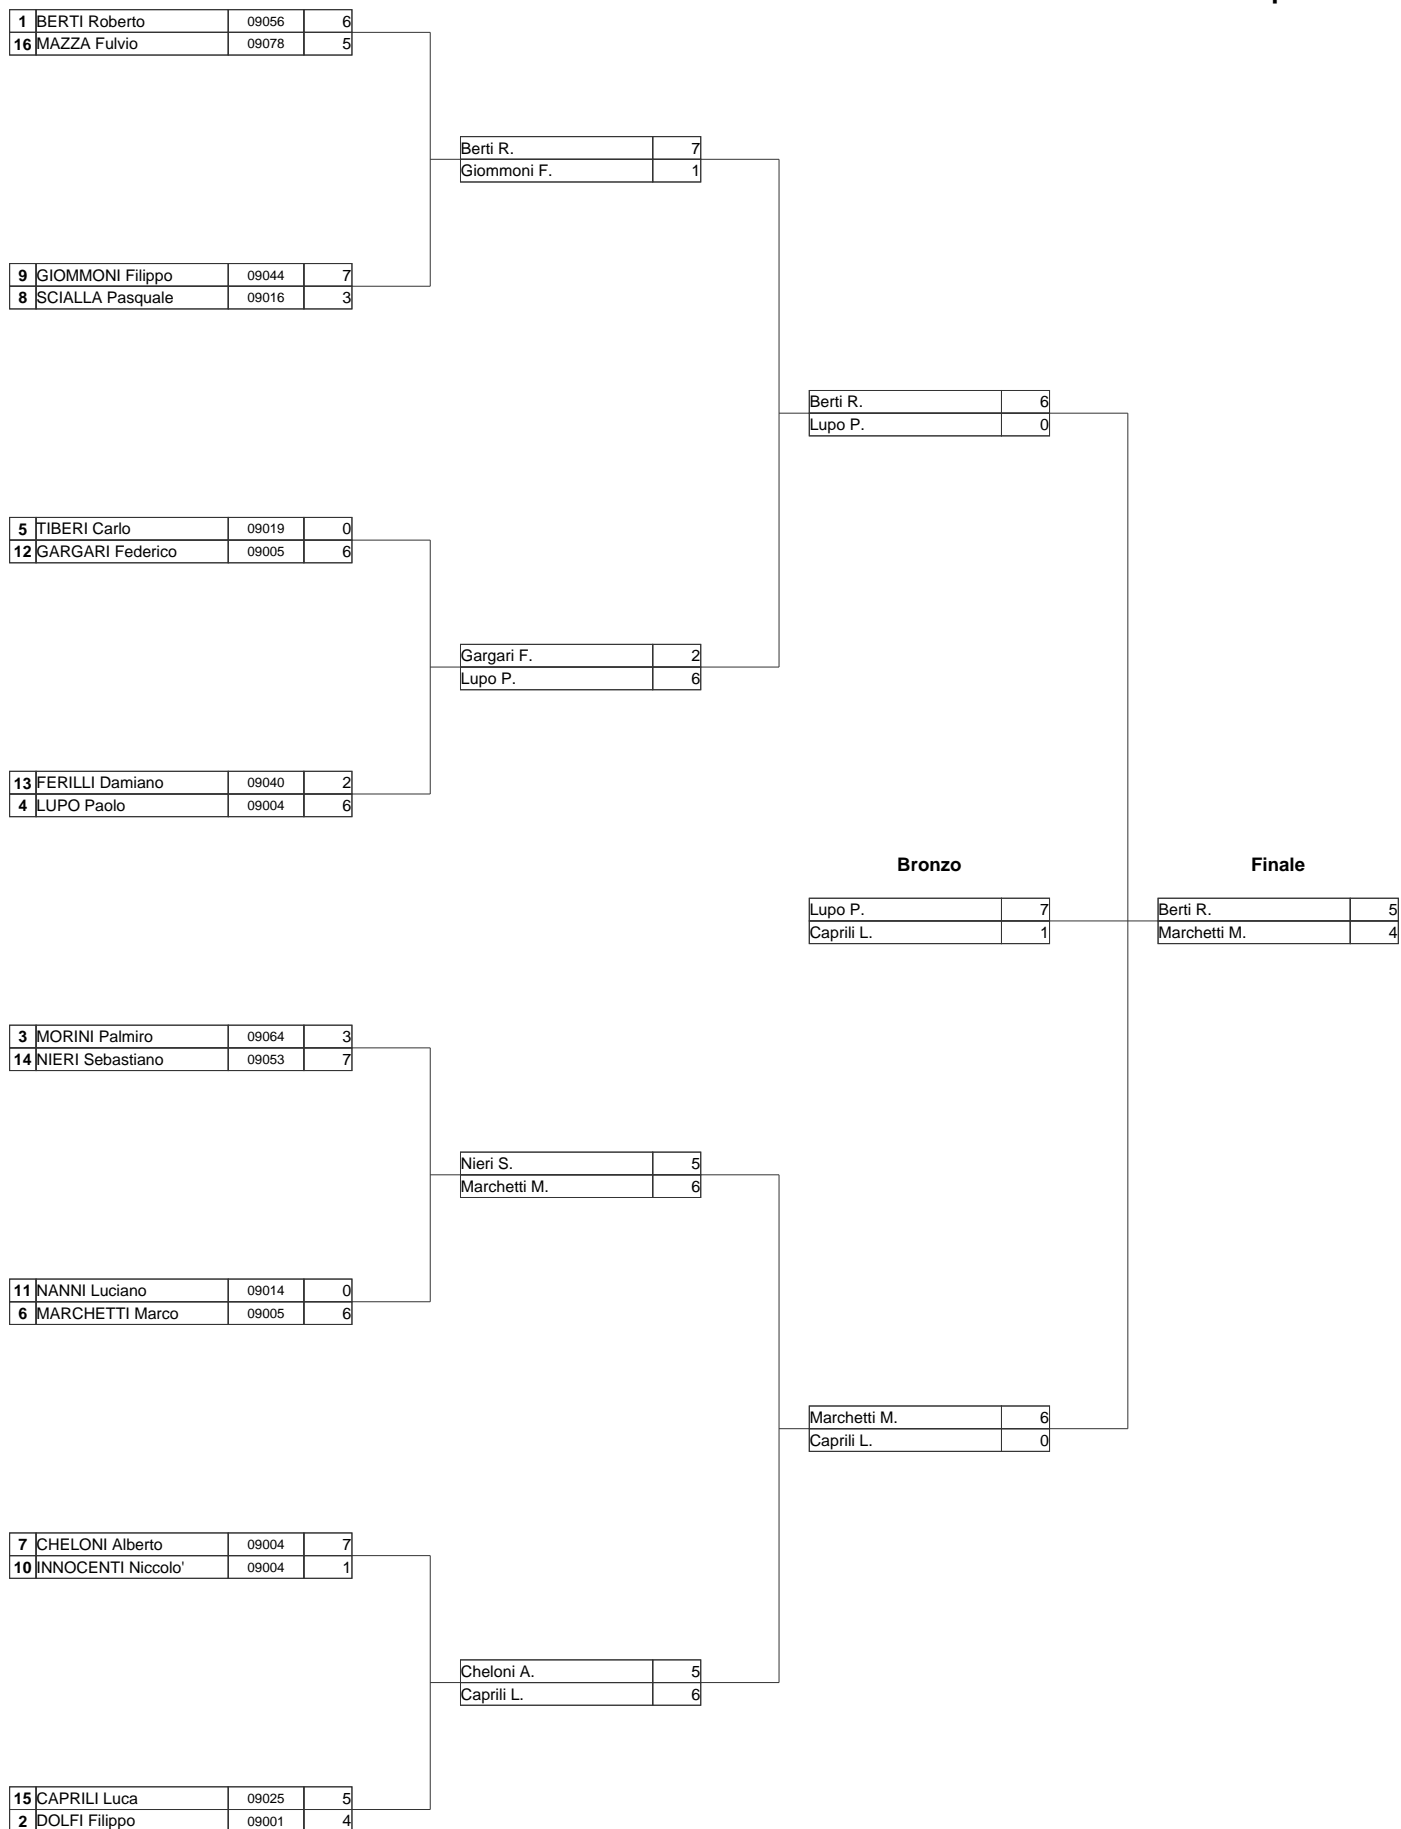 1 BERTI Roberto 09056 6
16 MAZZA Fulvio 09078 5
Berti R. 7
Giommoni F. 1
9 GIOMMONI Filippo 09044 7
8 SCIALLA Pasquale 09016 3
Berti R. 6
Lupo P. 0
5 TIBERI Carlo 09019 0
12 GARGARI Federico 09005 6
Gargari F. 2
Lupo P. 6
13 FERILLI Damiano 09040 2
4 LUPO Paolo 09004 6
Bronzo Finale
Lupo P. 7 Berti R. 5
Caprili L. 1 Marchetti M. 4
3 MORINI Palmiro 09064 3
14 NIERI Sebastiano 09053 7
Nieri S. 5
Marchetti M. 6
11 NANNI Luciano 09014 0
6 MARCHETTI Marco 09005 6
Marchetti M. 6
Caprili L. 0
7 CHELONI Alberto 09004 7
10 INNOCENTI Niccolo' 09004 1
Cheloni A. 5
Caprili L. 6
15 CAPRILI Luca 09025 5
2 DOLFI Filippo 09001 4